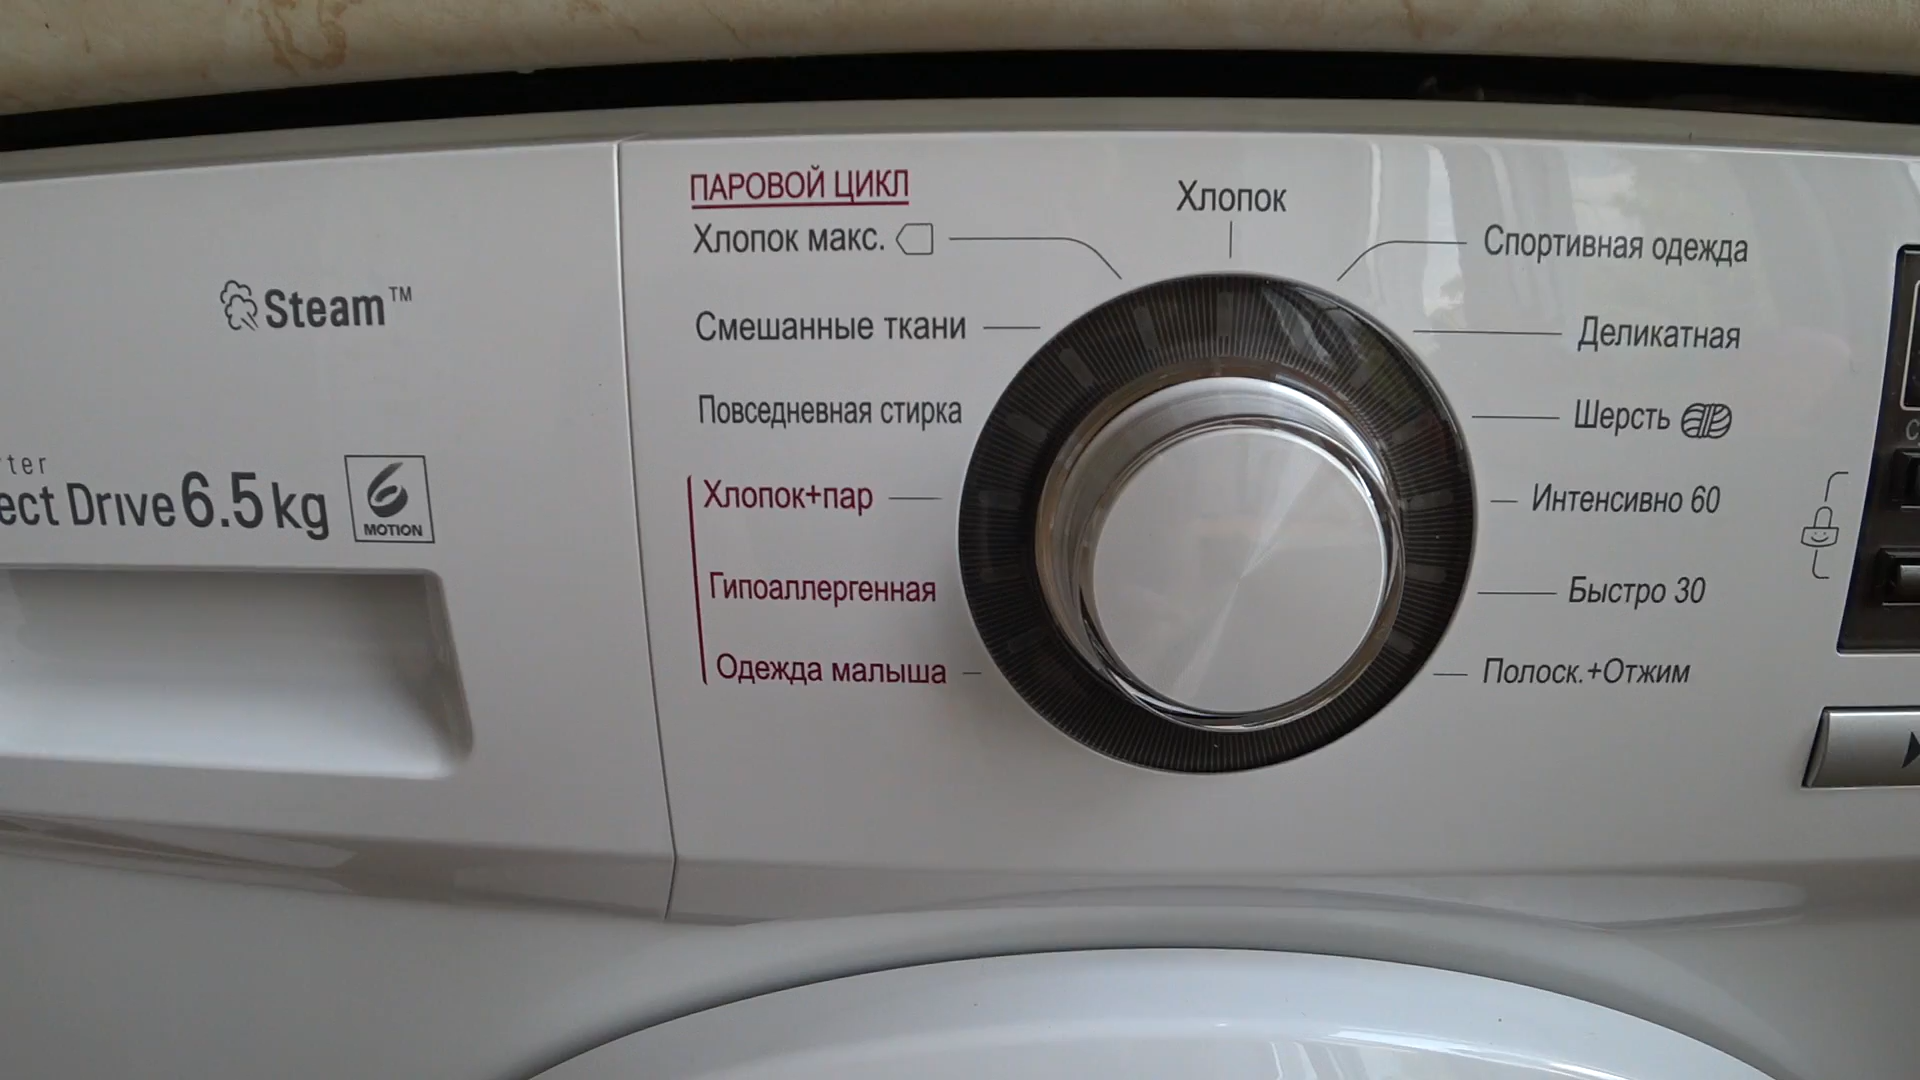 Steam™
ect Drive 6.5 kg
MOTION
ПАРОВОЙ ЦИКЛ
Хлопок макс.
Смешанные ткани
Повседневная стирка
Хлопок+пар
Гипоаллергенная
Одежда малыша
Хлопок
Спортивная одежда
Деликатная
Шерсть
Интенсивно 60
Быстро 30
Полоск.+Отжим